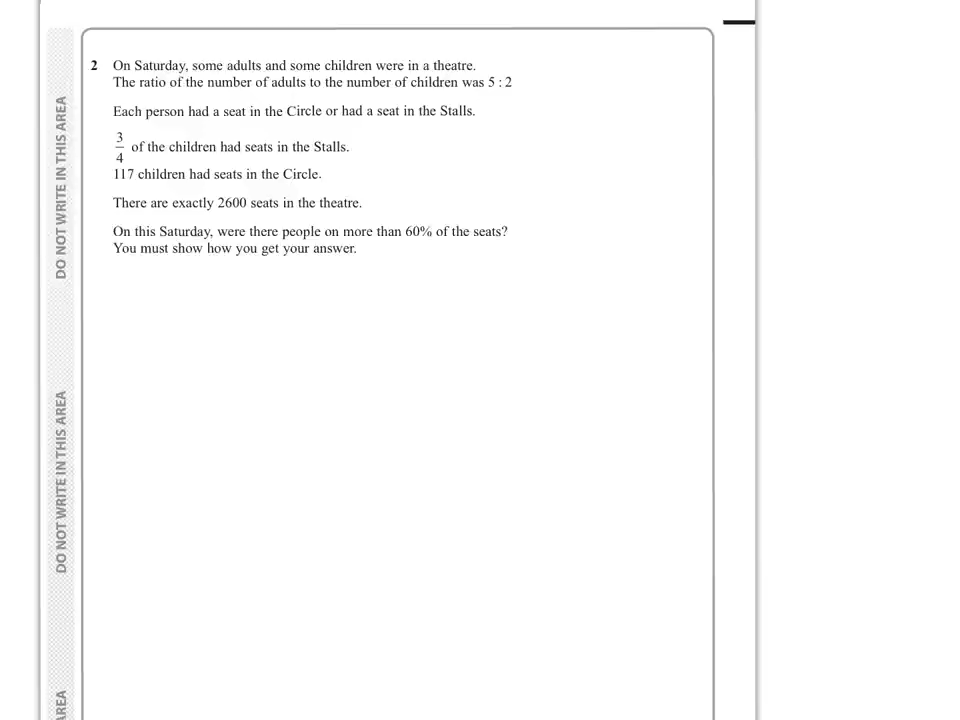 2 On Saturday, some adults and some children were in a theatre.
The ratio of the number of adults to the number of children was 5 : 2
Each person had a seat in the Circle or had a seat in the Stalls.
3/4 of the children had seats in the Stalls.
117 children had seats in the Circle.
There are exactly 2600 seats in the theatre.
On this Saturday, were there people on more than 60% of the seats?
You must show how you get your answer.
DO NOT WRITE IN THIS AREA
DO NOT WRITE IN THIS AREA
AREA